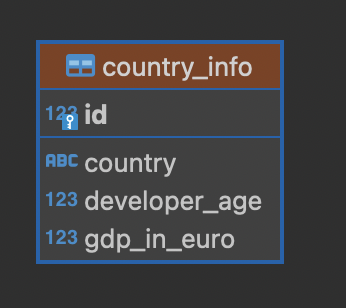 country_info
123 id
ABC country
123 developer_age
123 gdp_in_euro